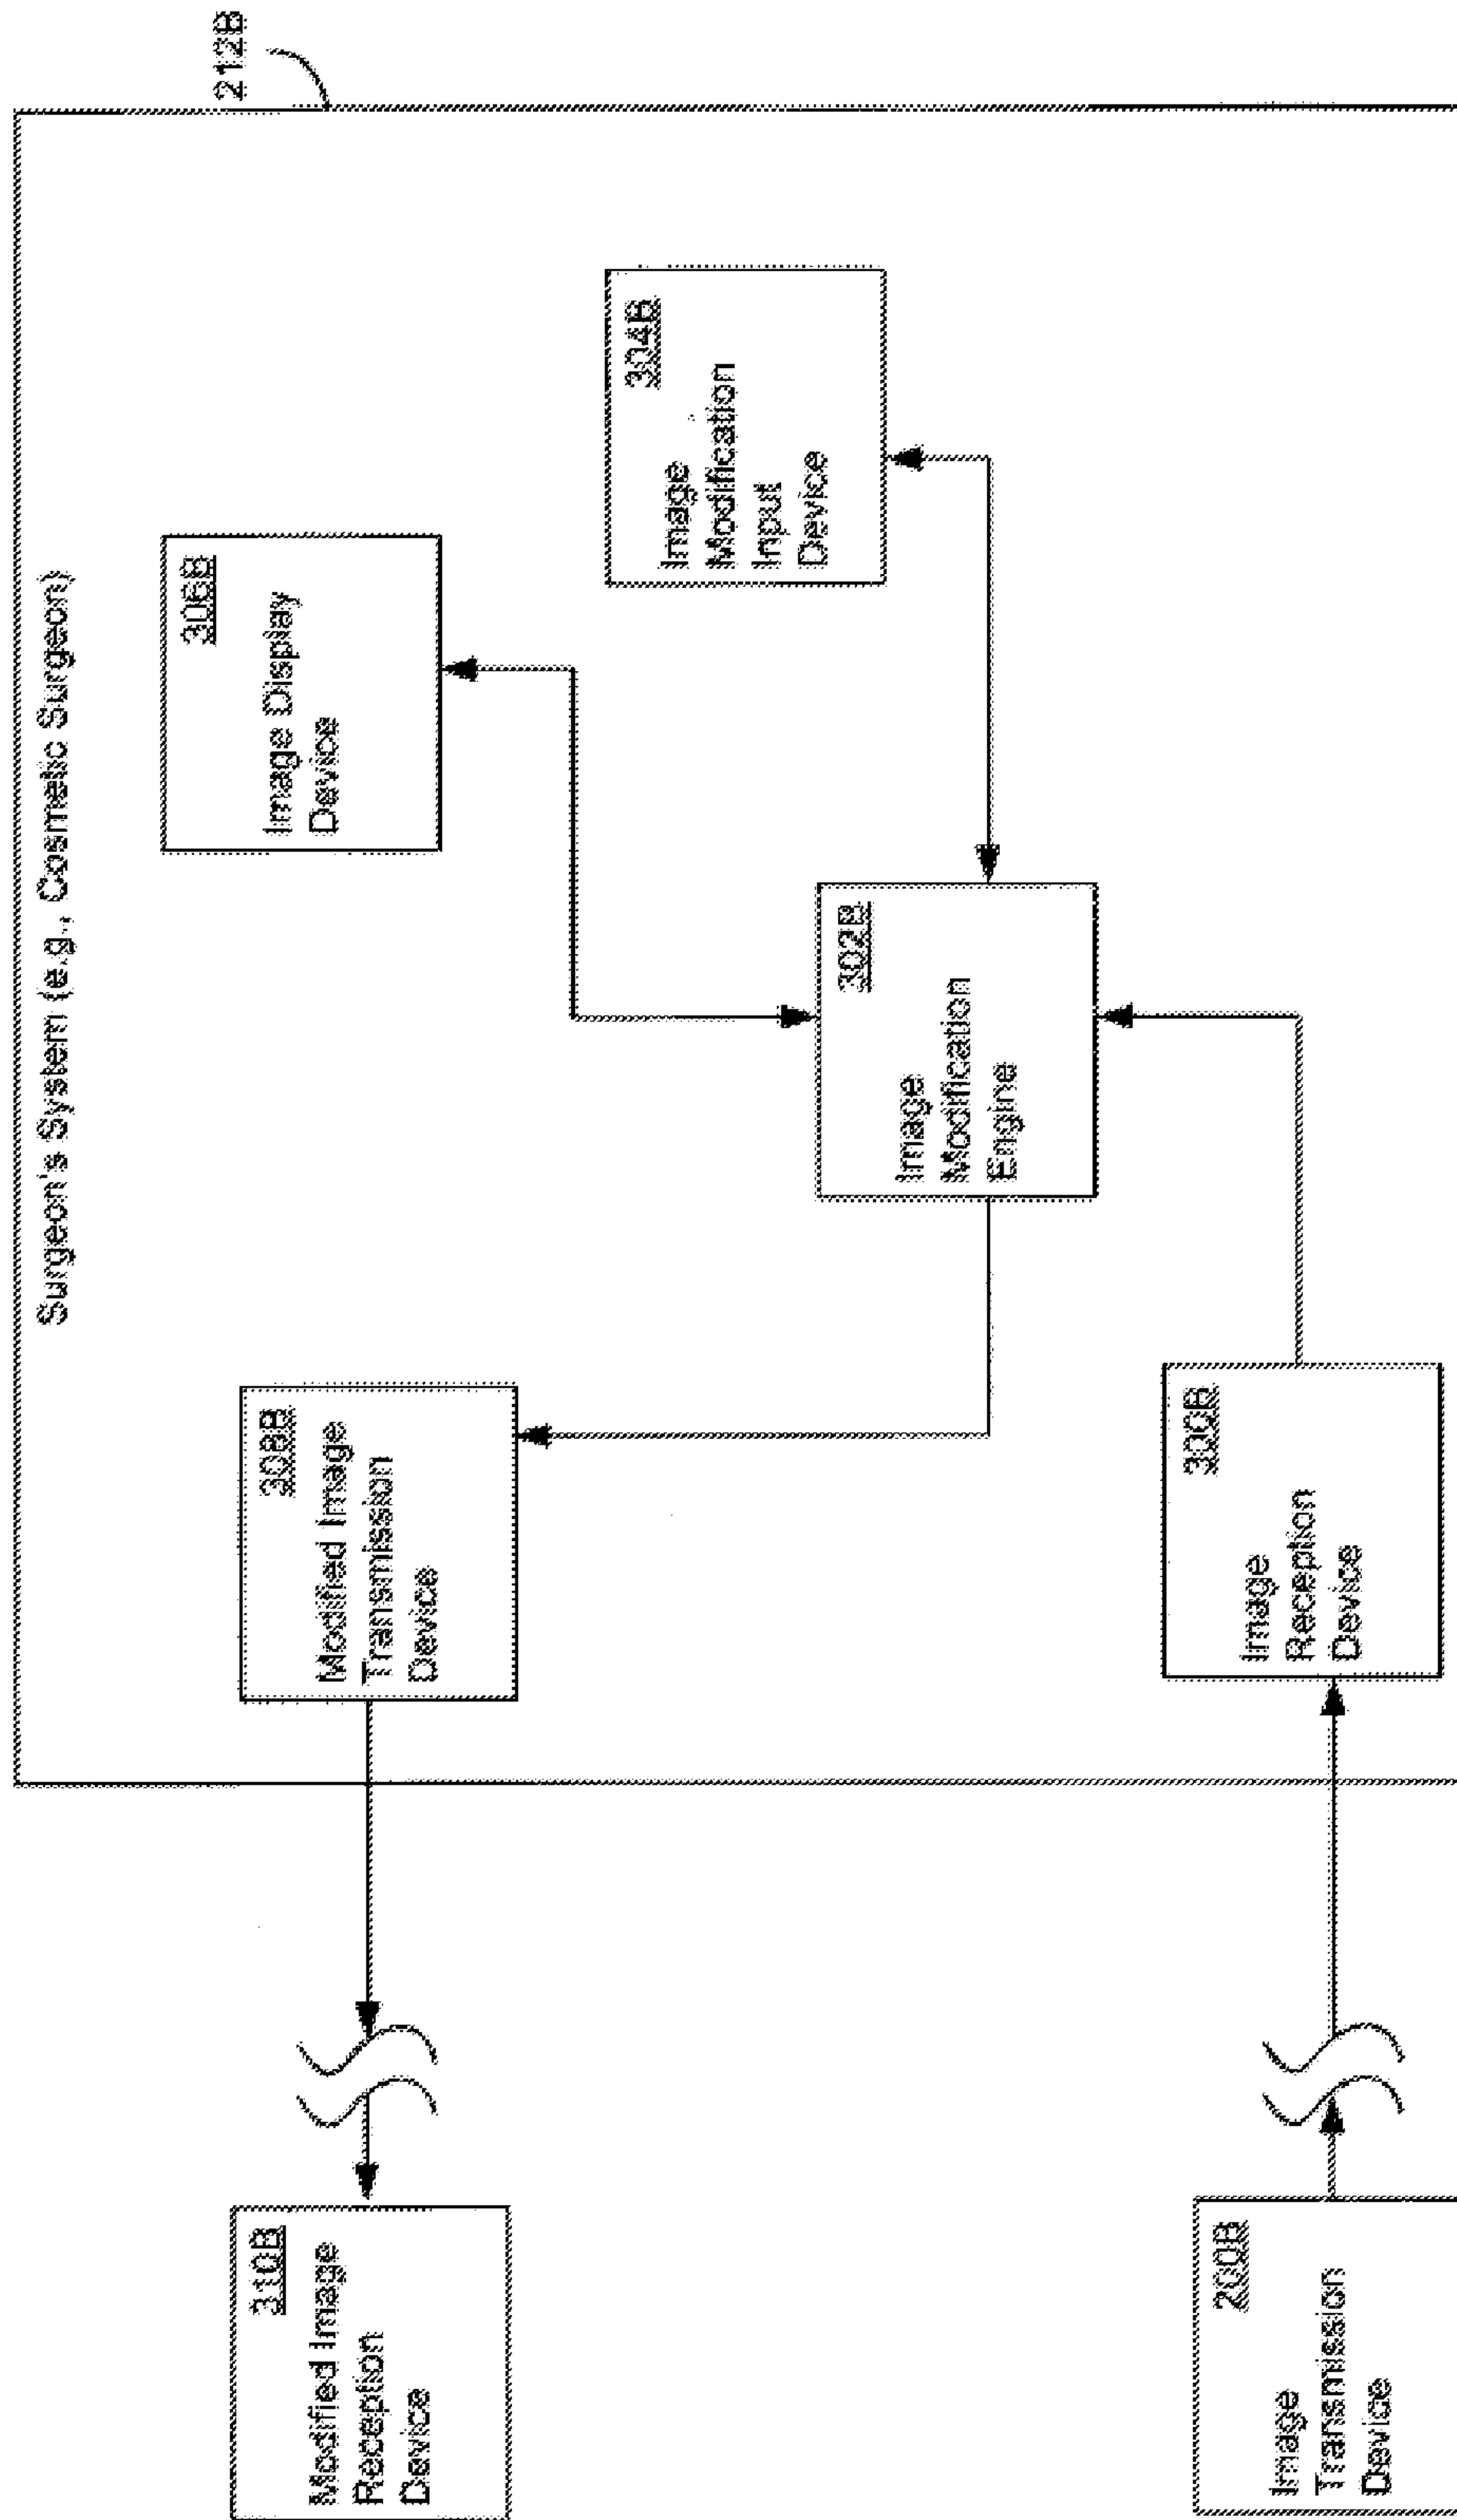 212B
Surgeon's System (e.g., Cosmetic Surgeon)
310B
Modified Image
Reception
Device
308B
Modified Image
Transmission
Device
306B
Image Display
Device
304B
Image
Modification
Input
Device
302B
Image
Modification
Engine
200B
Image
Transmission
Device
300B
Image
Reception
Device